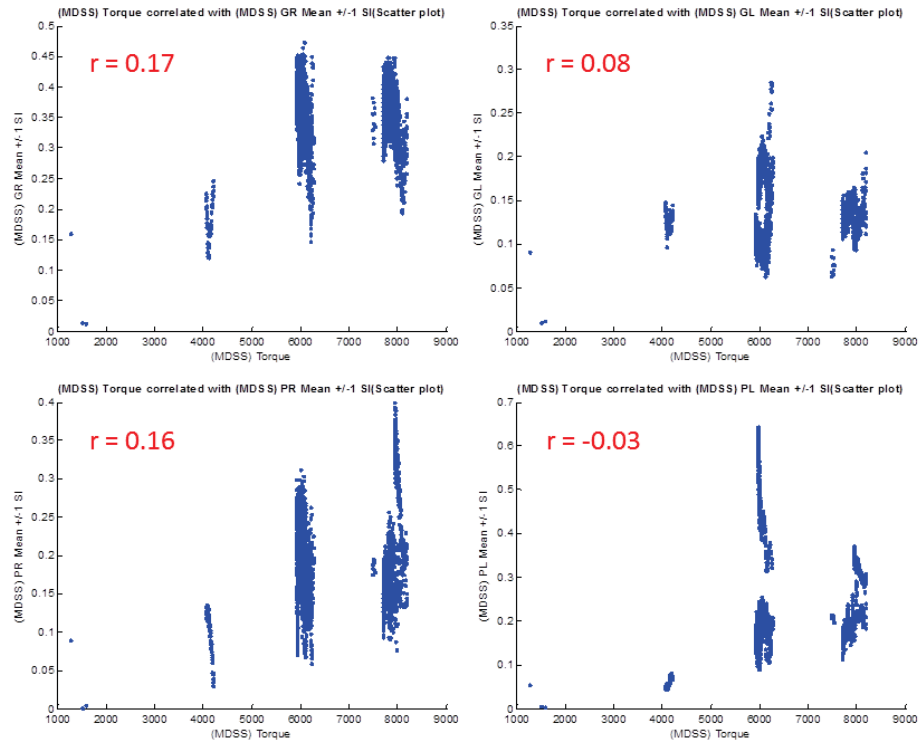 (MDSS) Torque correlated with (MDSS) GR Mean +/-1 SI(Scatter plot)
0.5
0.45
0.4
0.35
0.3
0.25
0.2
0.15
0.1
0.05
0
r = 0.17
(MDSS) GR Mean +/-1 SI
1000 2000 3000 4000 5000 6000 7000 8000 9000
(MDSS) Torque
(MDSS) Torque correlated with (MDSS) GL Mean +/-1 SI(Scatter plot)
0.35
0.3
0.25
0.2
0.15
0.1
0.05
0
r = 0.08
(MDSS) GL Mean +/-1 SI
1000 2000 3000 4000 5000 6000 7000 8000 9000
(MDSS) Torque
(MDSS) Torque correlated with (MDSS) PR Mean +/-1 SI(Scatter plot)
0.4
0.35
0.3
0.25
0.2
0.15
0.1
0.05
0
r = 0.16
(MDSS) PR Mean +/-1 SI
1000 2000 3000 4000 5000 6000 7000 8000 9000
(MDSS) Torque
(MDSS) Torque correlated with (MDSS) PL Mean +/-1 SI(Scatter plot)
0.7
0.6
0.5
0.4
0.3
0.2
0.1
0
r = -0.03
(MDSS) PL Mean +/-1 SI
1000 2000 3000 4000 5000 6000 7000 8000 9000
(MDSS) Torque